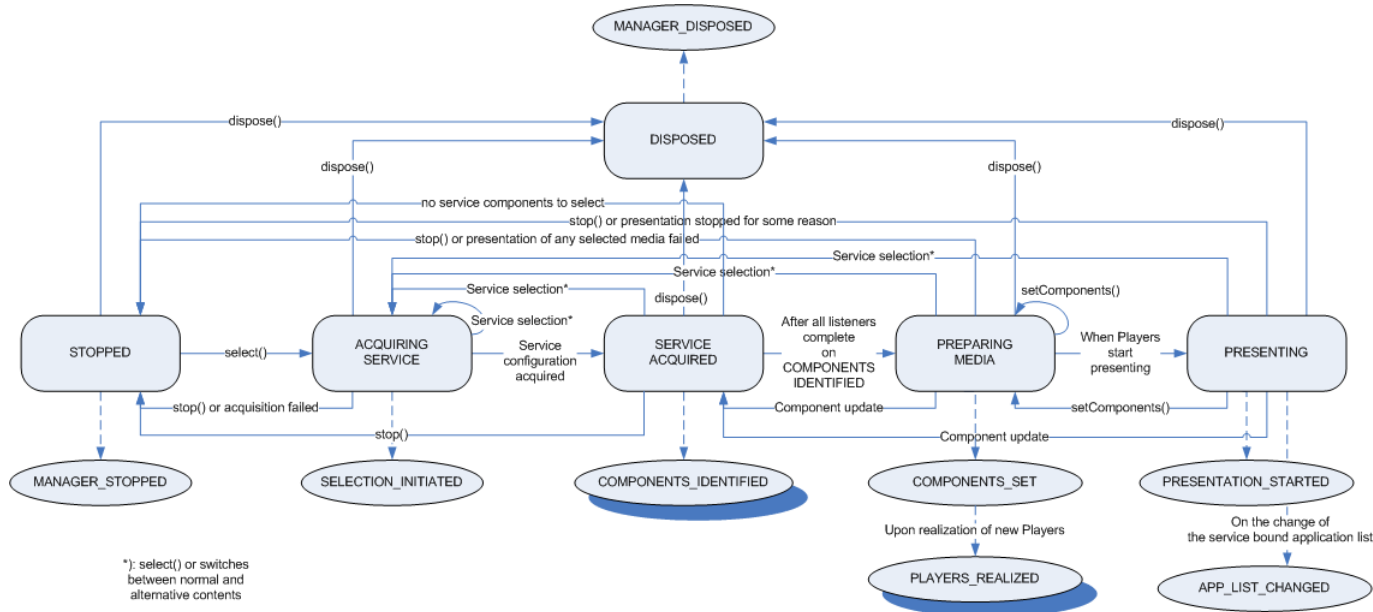 MANAGER_DISPOSED
dispose()
DISPOSED
dispose()
dispose()
dispose()
no service components to select
stop() or presentation stopped for some reason
stop() or presentation of any selected media failed
Service selection*
Service selection*
Service selection*
dispose()
setComponents()
Service selection*
STOPPED
select()
ACQUIRING
SERVICE
Service
configuration
acquired
SERVICE
ACQUIRED
After all listeners
complete
on
COMPONENTS
IDENTIFIED
PREPARING
MEDIA
When Players
start
presenting
PRESENTING
stop() or acquisition failed
Component update
setComponents()
stop()
Component update
MANAGER_STOPPED
SELECTION_INITIATED
COMPONENTS_IDENTIFIED
COMPONENTS_SET
PRESENTATION_STARTED
Upon realization of new Players
On the change of
the service bound application list
*): select() or switches
between normal and
alternative contents
PLAYERS_REALIZED
APP_LIST_CHANGED